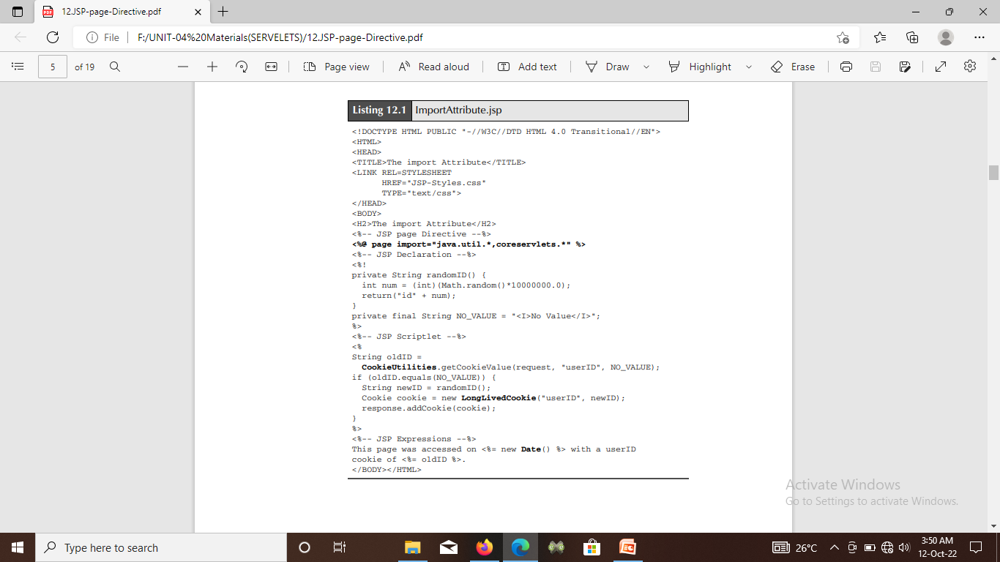 12.JSP-page-Directive.pdf
File F:/UNIT-04%20Materials(SERVELETS)/12.JSP-page-Directive.pdf
5 of 19 Page view Read aloud Add text Draw Highlight Erase
Listing 12.1 ImportAttribute.jsp
<!DOCTYPE HTML PUBLIC "-//W3C//DTD HTML 4.0 Transitional//EN">
<HTML>
<HEAD>
<TITLE>The import Attribute</TITLE>
<LINK REL=STYLESHEET
HREF="JSP-Styles.css"
TYPE="text/css">
</HEAD>
<BODY>
<H2>The import Attribute</H2>
<%-- JSP page Directive --%>
<%@ page import="java.util.*,coreservlets.*" %>
<%-- JSP Declaration --%>
<%!
private String randomID() {
int num = (int)(Math.random()*10000000.0);
return("id" + num);
}
private final String NO_VALUE = "<I>No Value</I>";
%>
<%-- JSP Scriptlet --%>
<%
String oldID =
CookieUtilities.getCookieValue(request, "userID", NO_VALUE);
if (oldID.equals(NO_VALUE)) {
String newID = randomID();
Cookie cookie = new LongLivedCookie("userID", newID);
response.addCookie(cookie);
}
%>
<%-- JSP Expressions --%>
This page was accessed on <%= new Date() %> with a userID
cookie of <%= oldID %>.
</BODY></HTML>
Activate Windows
Go to Settings to activate Windows.
Type here to search
26°C
3:50 AM
12-Oct-22